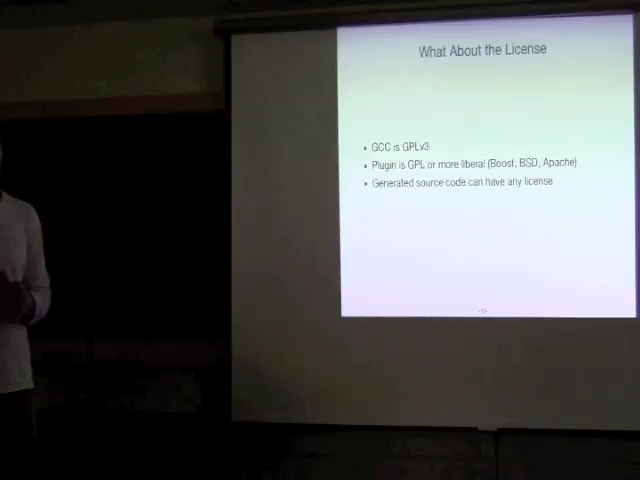 What About the License
• GCC is GPLv3
• Plugin is GPL or more liberal (Boost, BSD, Apache)
• Generated source code can have any license